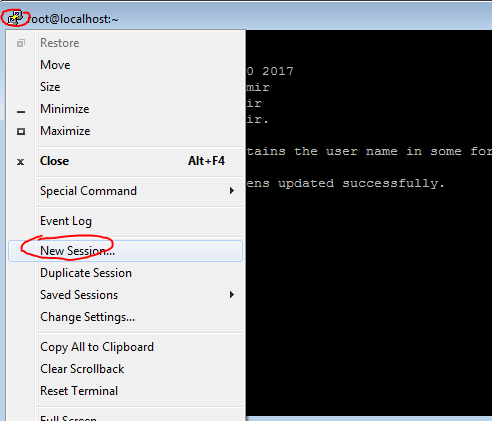 root@localhost:~
Restore
Move
Size
Minimize
Maximize
Close Alt+F4
Special Command
Event Log
New Session...
Duplicate Session
Saved Sessions
Change Settings...
Copy All to Clipboard
Clear Scrollback
Reset Terminal
Full Screen
0 2017
mir
ir
ir.
tains the user name in some for
ens updated successfully.